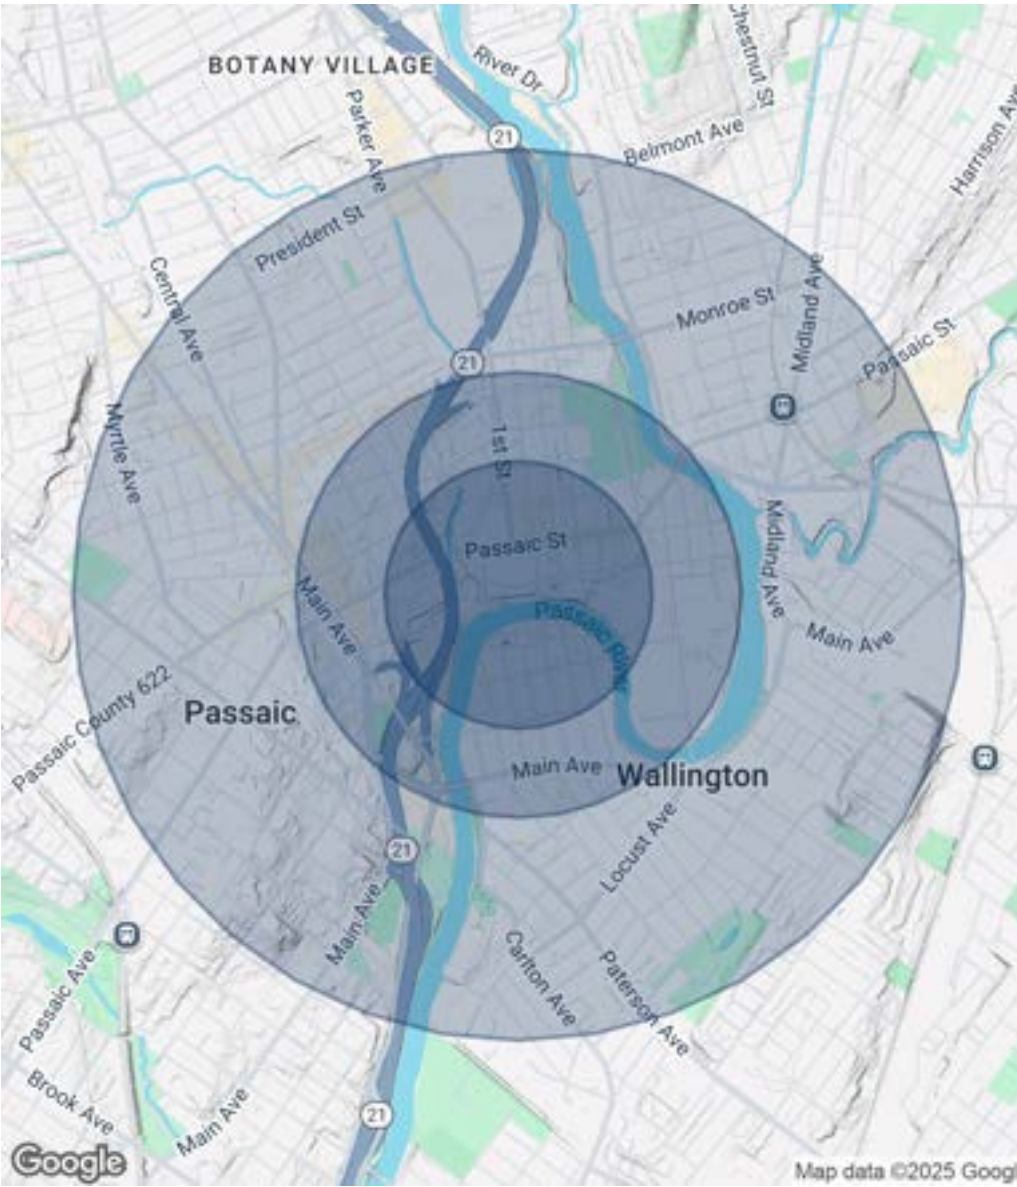 BOTANY VILLAGE
River Dr
Chestnut St
21
Parker Ave
Belmont Ave
Harrison Ave
President St
Central Ave
Monroe St
Midland Ave
Passaic St
21
Myrtle Ave
1st St
Passaic St
Midland Ave
Main Ave
Passaic River
Main Ave
Passaic County 622
Passaic
Main Ave
Wallington
Locust Ave
21
Main Ave
Carlton Ave
Paterson Ave
Passaic Ave
Brook Ave
Main Ave
21
Google
Map data ©2025 Googl